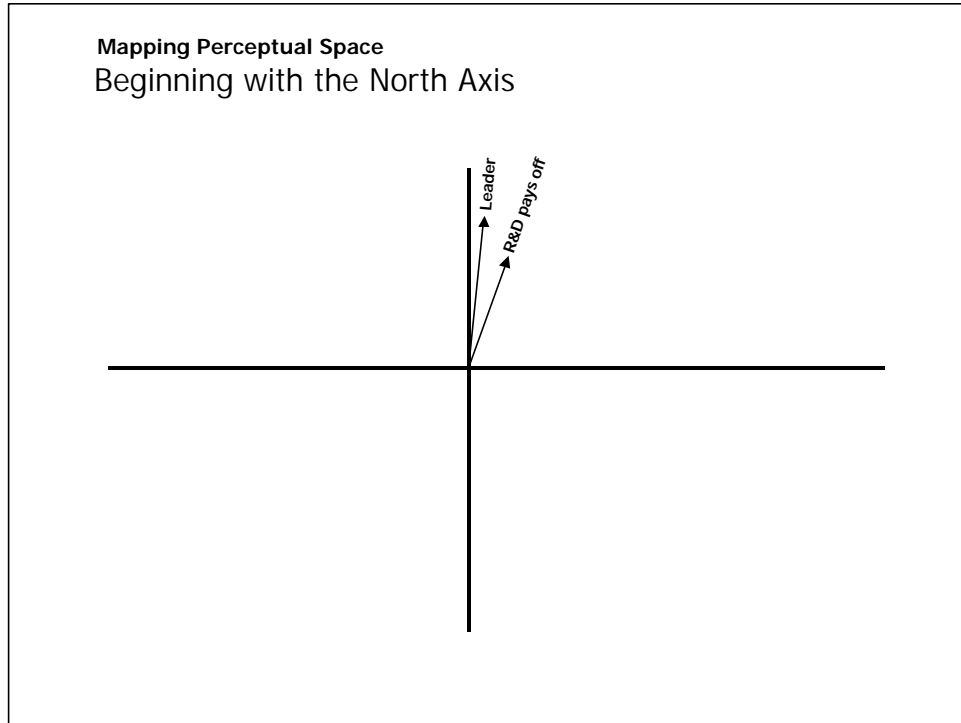 Mapping Perceptual Space
Beginning with the North Axis
Leader
R&D pays off